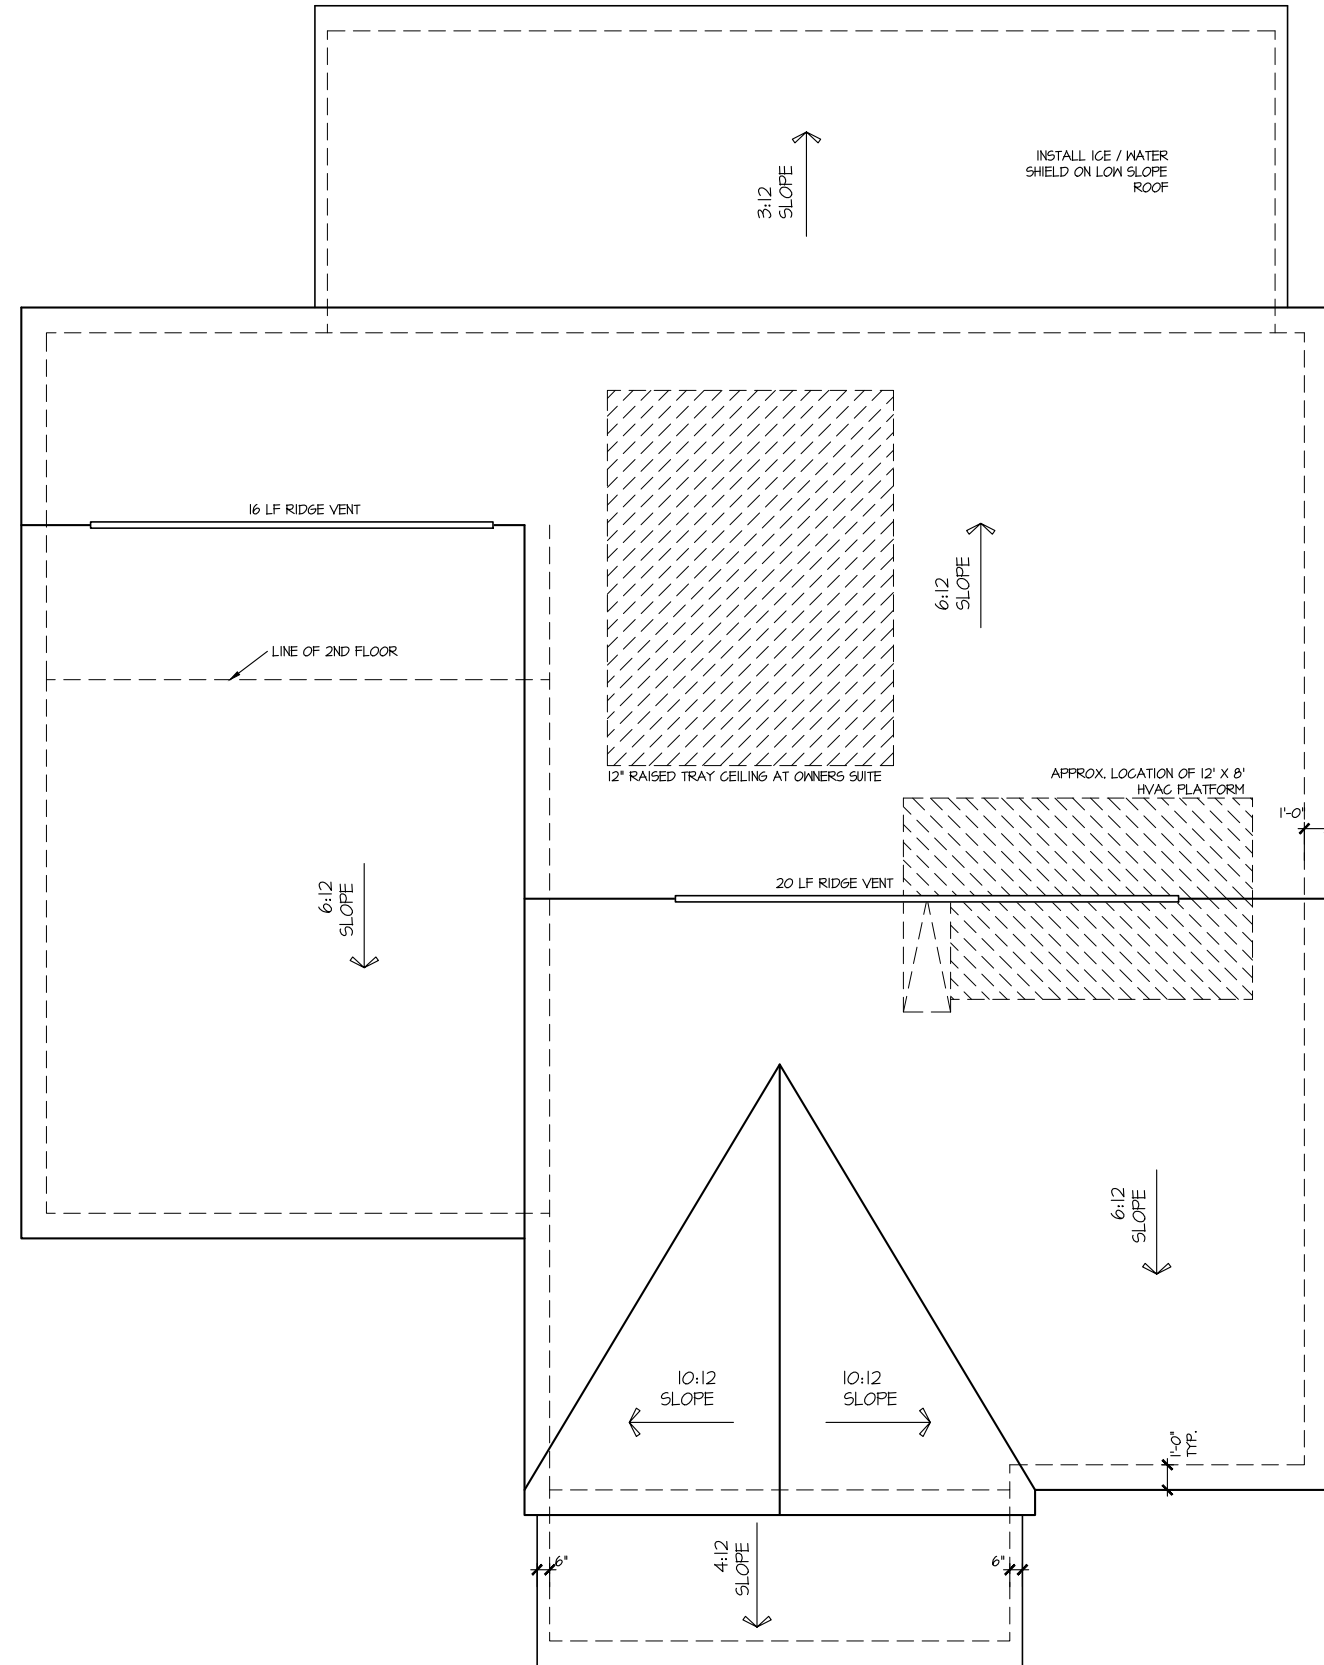 INSTALL ICE / WATER
SHIELD ON LOW SLOPE
ROOF
3:12
SLOPE
16 LF RIDGE VENT
6:12
SLOPE
LINE OF 2ND FLOOR
12" RAISED TRAY CEILING AT OWNERS SUITE
APPROX. LOCATION OF 12' X 8'
HVAC PLATFORM
1'-0"
20 LF RIDGE VENT
6:12
SLOPE
6:12
SLOPE
10:12
SLOPE
10:12
SLOPE
1'-0"
TYP.
4:12
SLOPE
6"
6"